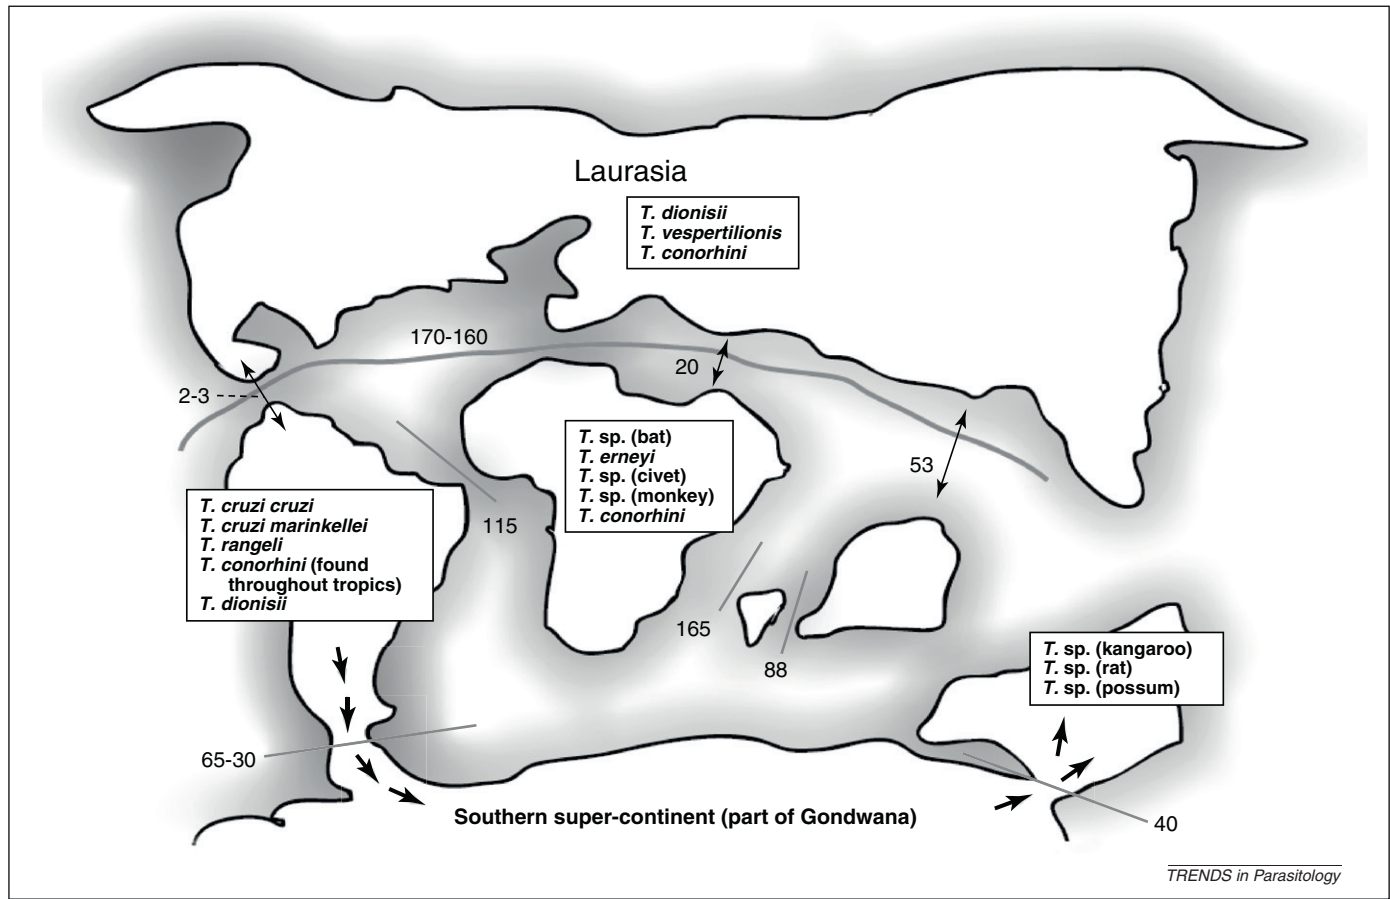 Laurasia
T. dionisii
T. vespertilionis
T. conorhini
170-160
20
2-3
T. sp. (bat)
T. erneyi
T. sp. (civet)
T. sp. (monkey)
T. conorhini
53
T. cruzi cruzi
T. cruzi marinkellei
T. rangeli
T. conorhini (found
throughout tropics)
T. dionisii
115
165
88
T. sp. (kangaroo)
T. sp. (rat)
T. sp. (possum)
65-30
Southern super-continent (part of Gondwana)
40
TRENDS in Parasitology